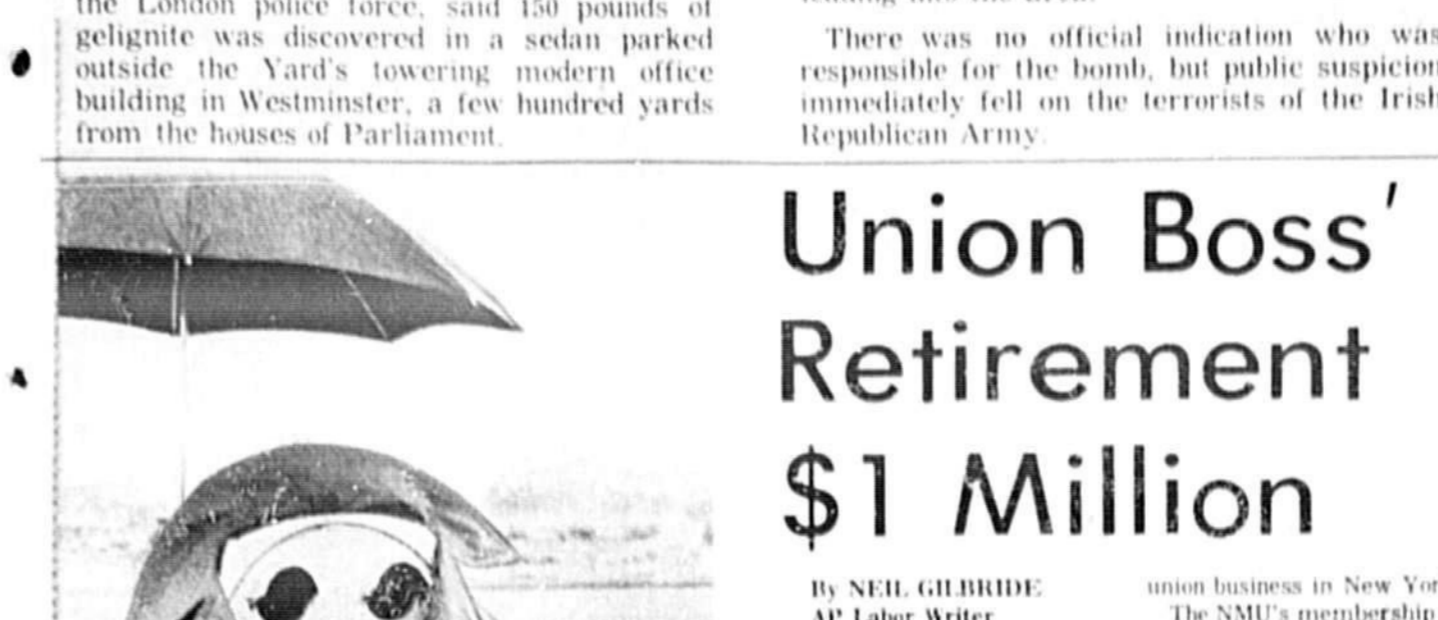 the London police force, said 150 pounds of
gelignite was discovered in a sedan parked
outside the Yard's towering modern office
building in Westminster, a few hundred yards
from the houses of Parliament.
There was no official indication who was
responsible for the bomb, but public suspicion
immediately fell on the terrorists of the Irish
Republican Army.
Union Boss'
Retirement
$1 Million
By NEIL GILBRIDE
AP Labor Writer
union business in New
The NMU's membership